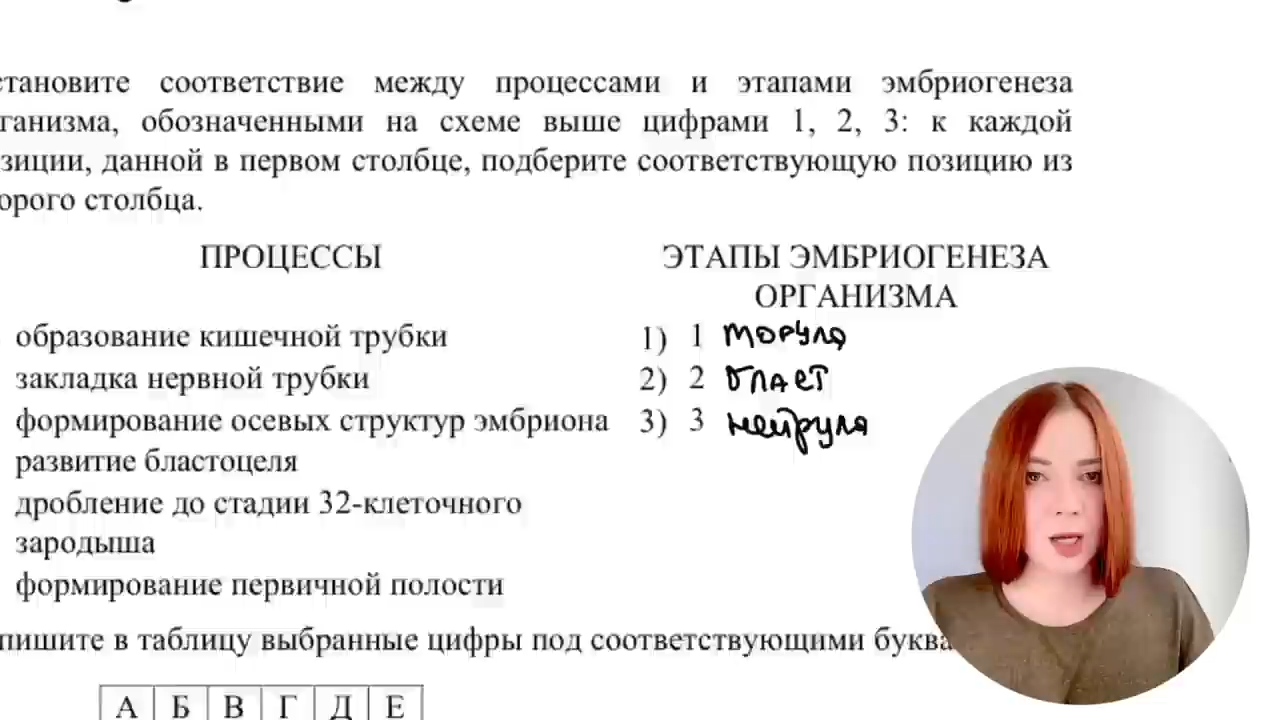 становите соответствие между процессами и этапами эмбриогенеза
ганизма, обозначенными на схеме выше цифрами 1, 2, 3: к каждой
зиции, данной в первом столбце, подберите соответствующую позицию из
орого столбца.
ПРОЦЕССЫ
ЭТАПЫ ЭМБРИОГЕНЕЗА
ОРГАНИЗМА
образование кишечной трубки
1) 1 морула
закладка нервной трубки
2) 2 бласт
формирование осевых структур эмбриона
3) 3 нейрула
развитие бластоцеля
дробление до стадии 32-клеточного
зародыша
формирование первичной полости
пишите в таблицу выбранные цифры под соответствующими буква
А Б В Г Д Е